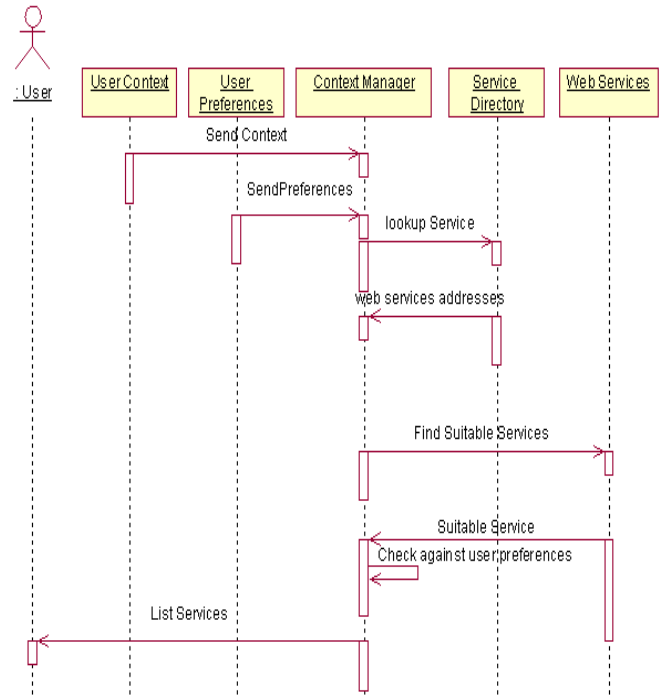 : User
User Context
User
Preferences
Context Manager
Service
Directory
Web Services
Send Context
SendPreferences
lookup Service
web services addresses
Find Suitable Services
Suitable Service
Check against user preferences
List Services